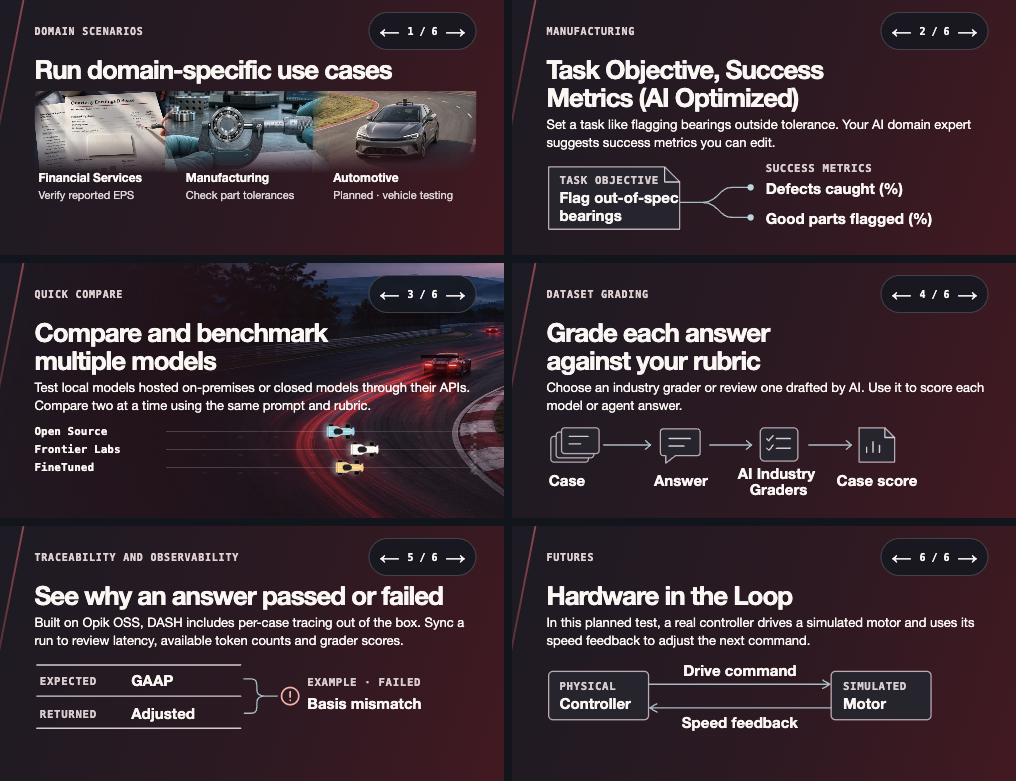 DOMAIN SCENARIOS
← 1 / 6 →
Run domain-specific use cases
Financial Services
Manufacturing
Automotive
Verify reported EPS
Check part tolerances
Planned · vehicle testing
MANUFACTURING
← 2 / 6 →
Task Objective, Success
Metrics (AI Optimized)
Set a task like flagging bearings outside tolerance. Your AI domain expert
suggests success metrics you can edit.
TASK OBJECTIVE
Flag out-of-spec
bearings
SUCCESS METRICS
Defects caught (%)
Good parts flagged (%)
QUICK COMPARE
← 3 / 6 →
Compare and benchmark
multiple models
Test local models hosted on-premises or closed models through their APIs.
Compare two at a time using the same prompt and rubric.
Open Source
Frontier Labs
FineTuned
DATASET GRADING
← 4 / 6 →
Grade each answer
against your rubric
Choose an industry grader or review one drafted by AI. Use it to score each
model or agent answer.
Case
Answer
AI Industry
Graders
Case score
TRACEABILITY AND OBSERVABILITY
← 5 / 6 →
See why an answer passed or failed
Built on Opik OSS, DASH includes per-case tracing out of the box. Sync a
run to review latency, available token counts and grader scores.
EXPECTED GAAP
RETURNED Adjusted
EXAMPLE · FAILED
Basis mismatch
FUTURES
← 6 / 6 →
Hardware in the Loop
In this planned test, a real controller drives a simulated motor and uses its
speed feedback to adjust the next command.
PHYSICAL
Controller
Drive command
Speed feedback
SIMULATED
Motor